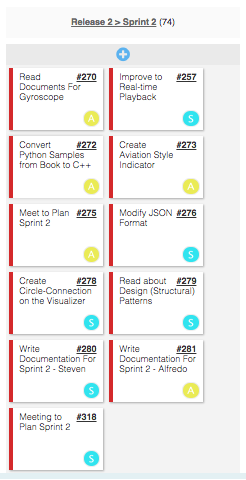 Release 2 > Sprint 2 (74)
Read #270
Documents For
Gyroscope
A
Improve to #257
Real-time
Playback
S
Convert #272
Python Samples
from Book to C++
A
Create #273
Aviation Style
Indicator
A
Meet to Plan #275
Sprint 2
A
Modify JSON #276
Format
S
Create #278
Circle-Connection
on the Visualizer
S
Read about #279
Design (Structural)
Patterns
S
Write #280
Documentation For
Sprint 2 - Steven
S
Write #281
Documentation For
Sprint 2 - Alfredo
A
Meeting to #318
Plan Sprint 2
S